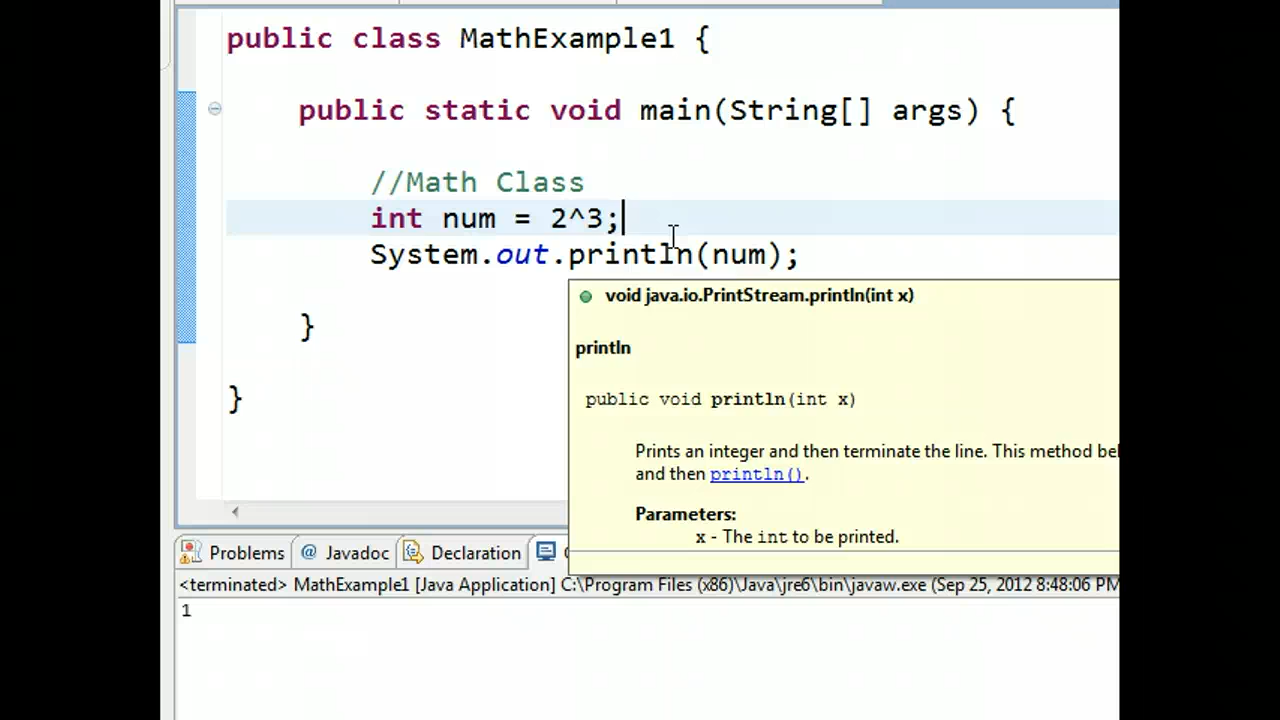 public class MathExample1 {
public static void main(String[] args) {
//Math Class
int num = 2^3;
System.out.println(num);
}
}
void java.io.PrintStream.println(int x)
println
public void println(int x)
Prints an integer and then terminate the line. This method
and then println().
Parameters:
x - The int to be printed.
Problems @ Javadoc Declaration
<terminated> MathExample1 [Java Application] C:\Program Files (x86)\Java\jre6\bin\javaw.exe (Sep 25, 2012 8:48:06 PM
1